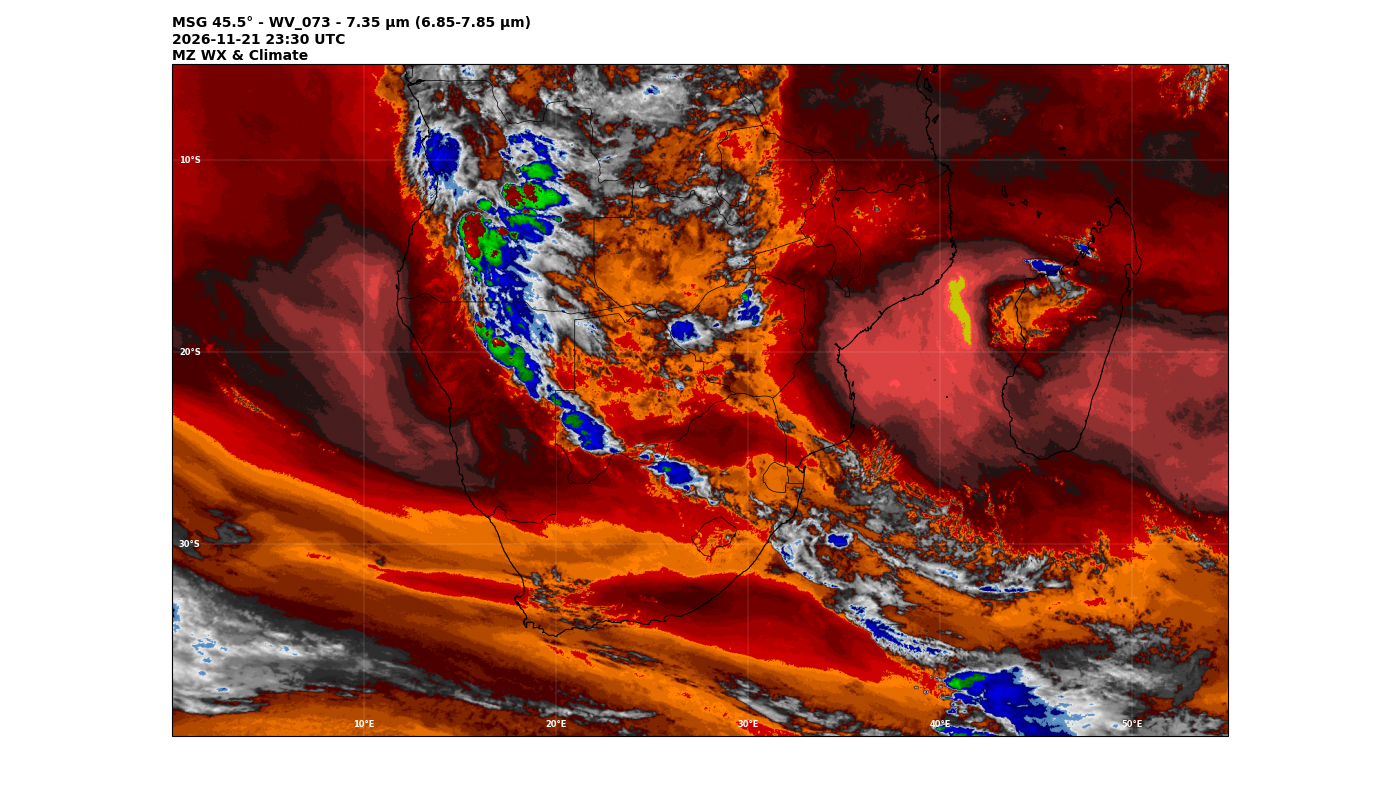 MSG 45.5° - WV_073 - 7.35 μm (6.85-7.85 μm)
2026-11-21 23:30 UTC
MZ WX & Climate
10°S
20°S
30°S
10°E
20°E
30°E
40°E
50°E